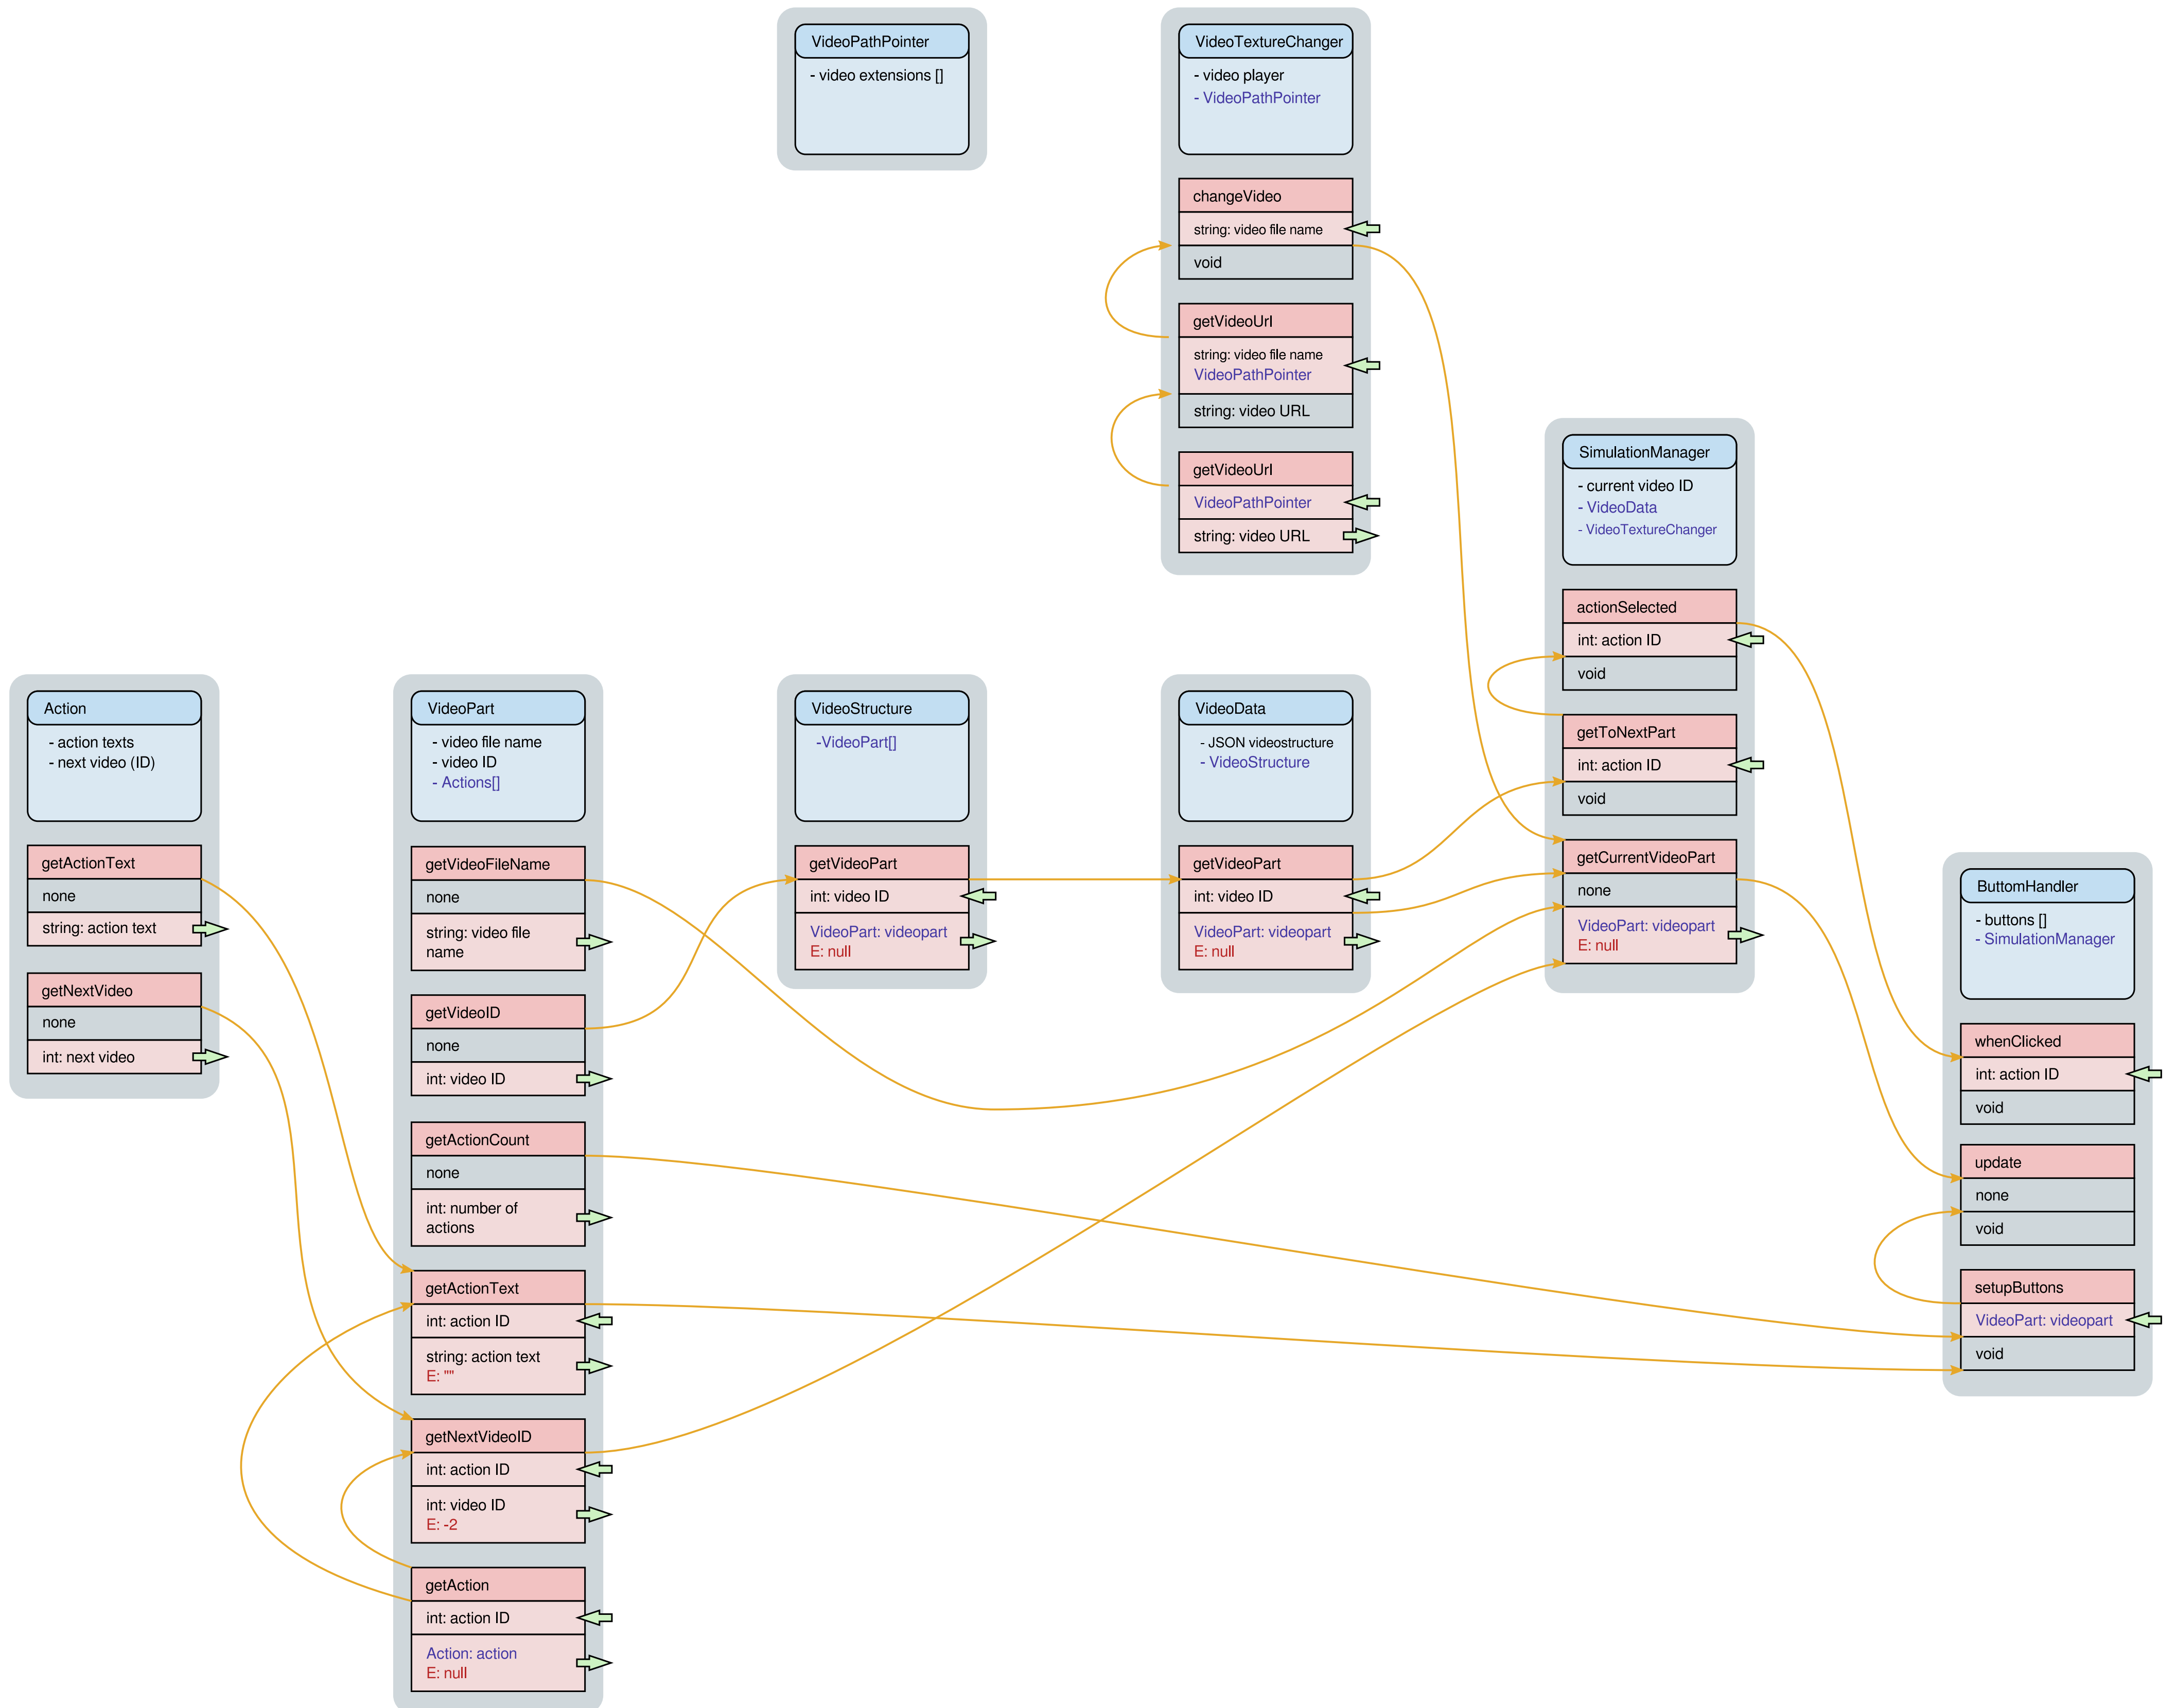 VideoPathPointer
- video extensions []
VideoTextureChanger
- video player
- VideoPathPointer
changeVideo
string: video file name
void
getVideoUrl
string: video file name
VideoPathPointer
string: video URL
getVideoUrl
VideoPathPointer
string: video URL
SimulationManager
- current video ID
- VideoData
- VideoTextureChanger
actionSelected
int: action ID
void
getToNextPart
int: action ID
void
getCurrentVideoPart
none
VideoPart: videopart
E: null
Action
- action texts
- next video (ID)
getActionText
none
string: action text
getNextVideo
none
int: next video
VideoPart
- video file name
- video ID
- Actions[]
getVideoFileName
none
string: video file
name
getVideoID
none
int: video ID
getActionCount
none
int: number of
actions
getActionText
int: action ID
string: action text
E: ""
getNextVideoID
int: action ID
int: video ID
E: -2
getAction
int: action ID
Action: action
E: null
VideoStructure
-VideoPart[]
getVideoPart
int: video ID
VideoPart: videopart
E: null
VideoData
- JSON videostructure
- VideoStructure
getVideoPart
int: video ID
VideoPart: videopart
E: null
ButtomHandler
- buttons []
- SimulationManager
whenClicked
int: action ID
void
update
none
void
setupButtons
VideoPart: videopart
void